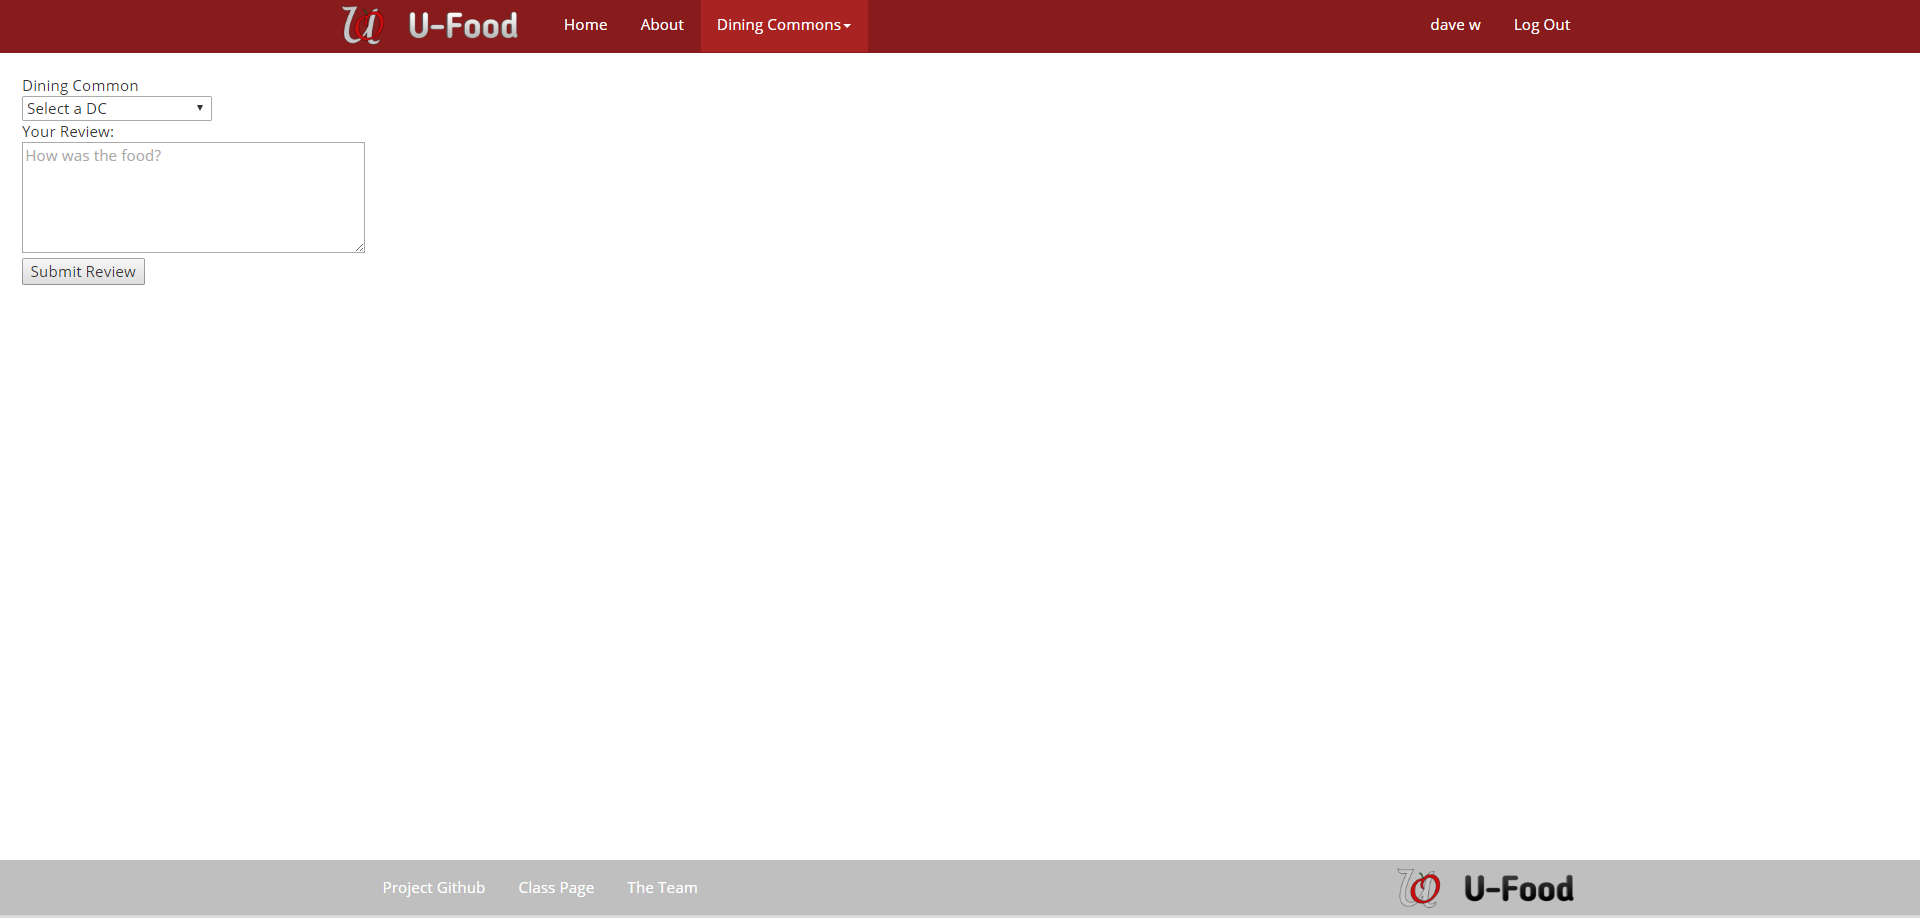 U-Food Home About Dining Commons dave w Log Out
Dining Common
Select a DC
Your Review:
How was the food?
Submit Review
Project Github Class Page The Team U-Food